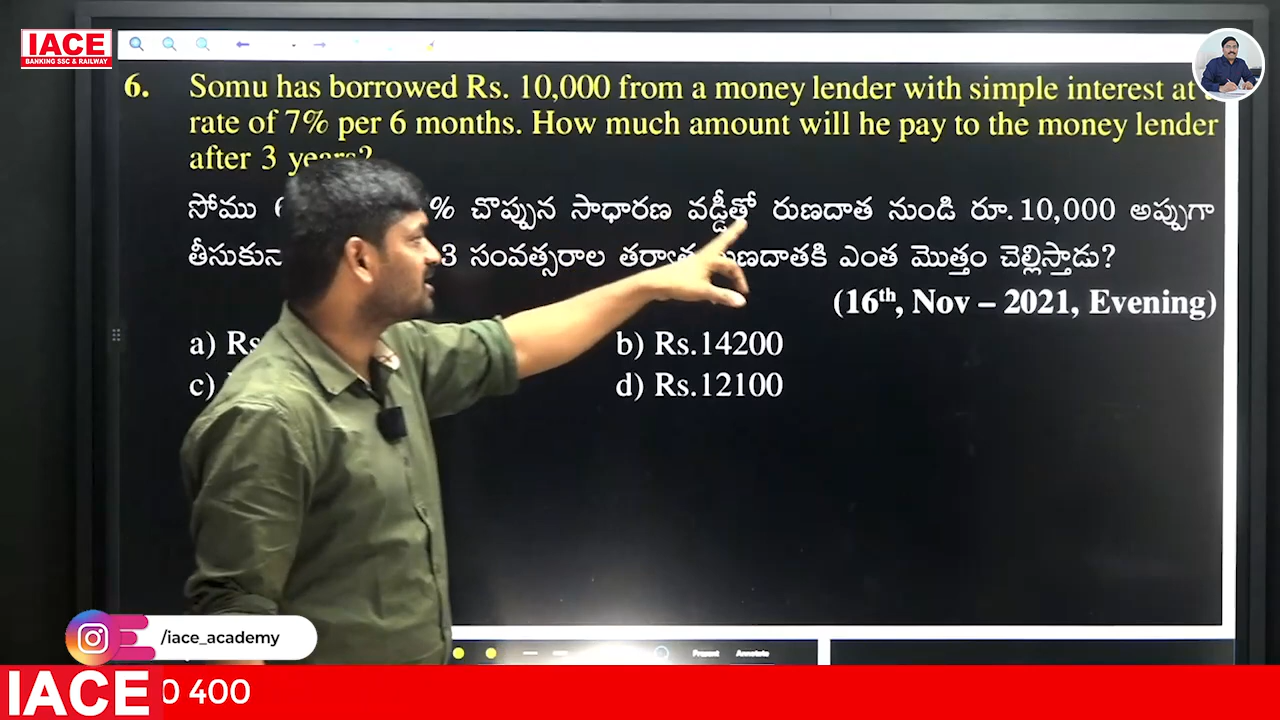 IACE
BANKING SSC & RAILWAY
6. Somu has borrowed Rs. 10,000 from a money lender with simple interest at
rate of 7% per 6 months. How much amount will he pay to the money lender
after 3 years?
సోము % చొప్పున సాధారణ వడ్డీతో రుణదాత నుండి రూ. 10,000 అప్పుగా
3 సంవత్సరాల తర్వాత ఎంత మొత్తం చెల్లిస్తాడు?
(16th, Nov – 2021, Evening)
a) Rs b) Rs.14200
c) d) Rs.12100
/iace_academy
Present Annotate
IACE 0 400